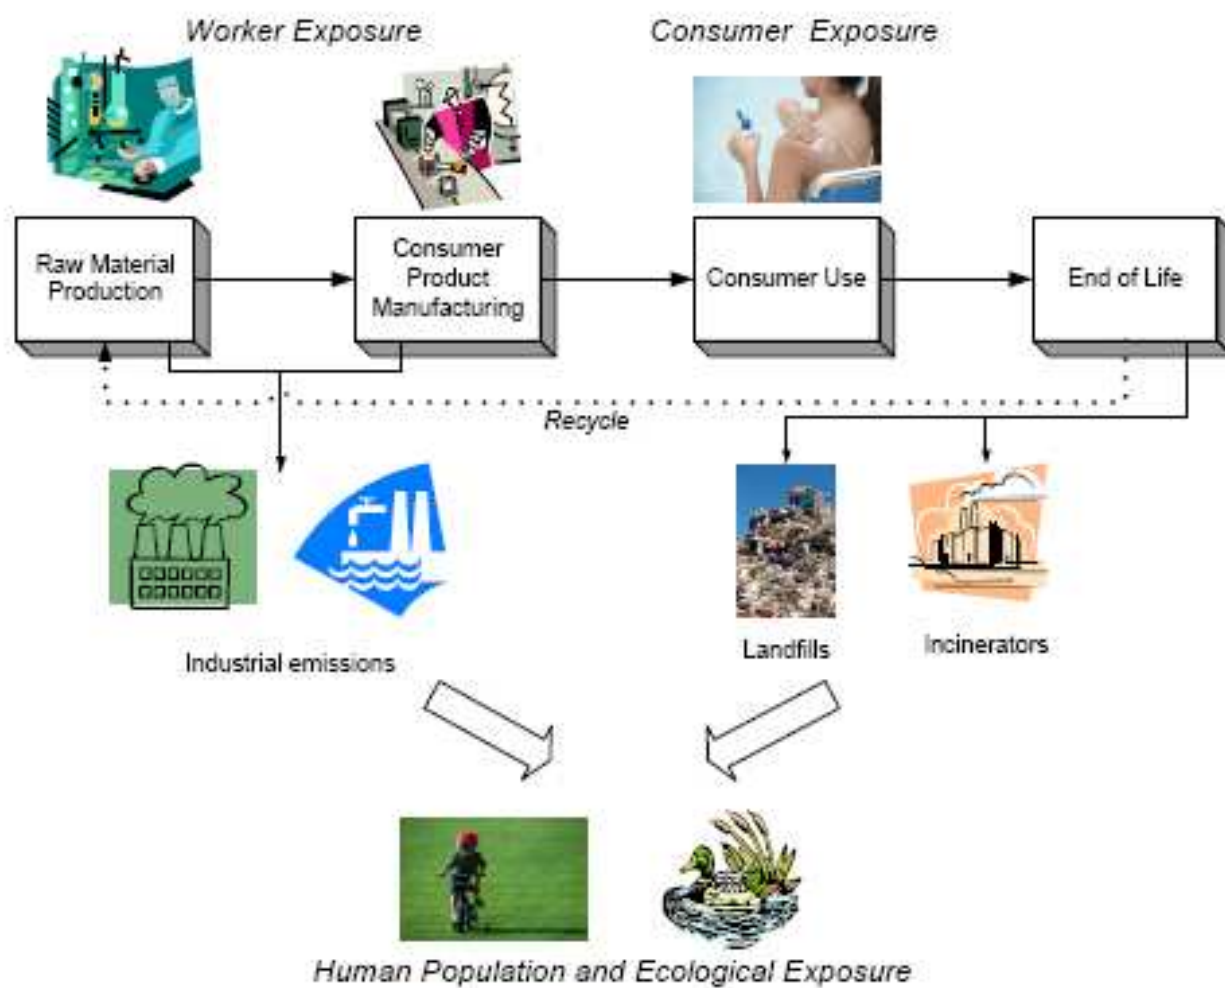 Worker Exposure
Consumer Exposure
Raw Material
Production
Consumer
Product
Manufacturing
Consumer Use
End of Life
Recycle
Industrial emissions
Landfills
Incinerators
Human Population and Ecological Exposure